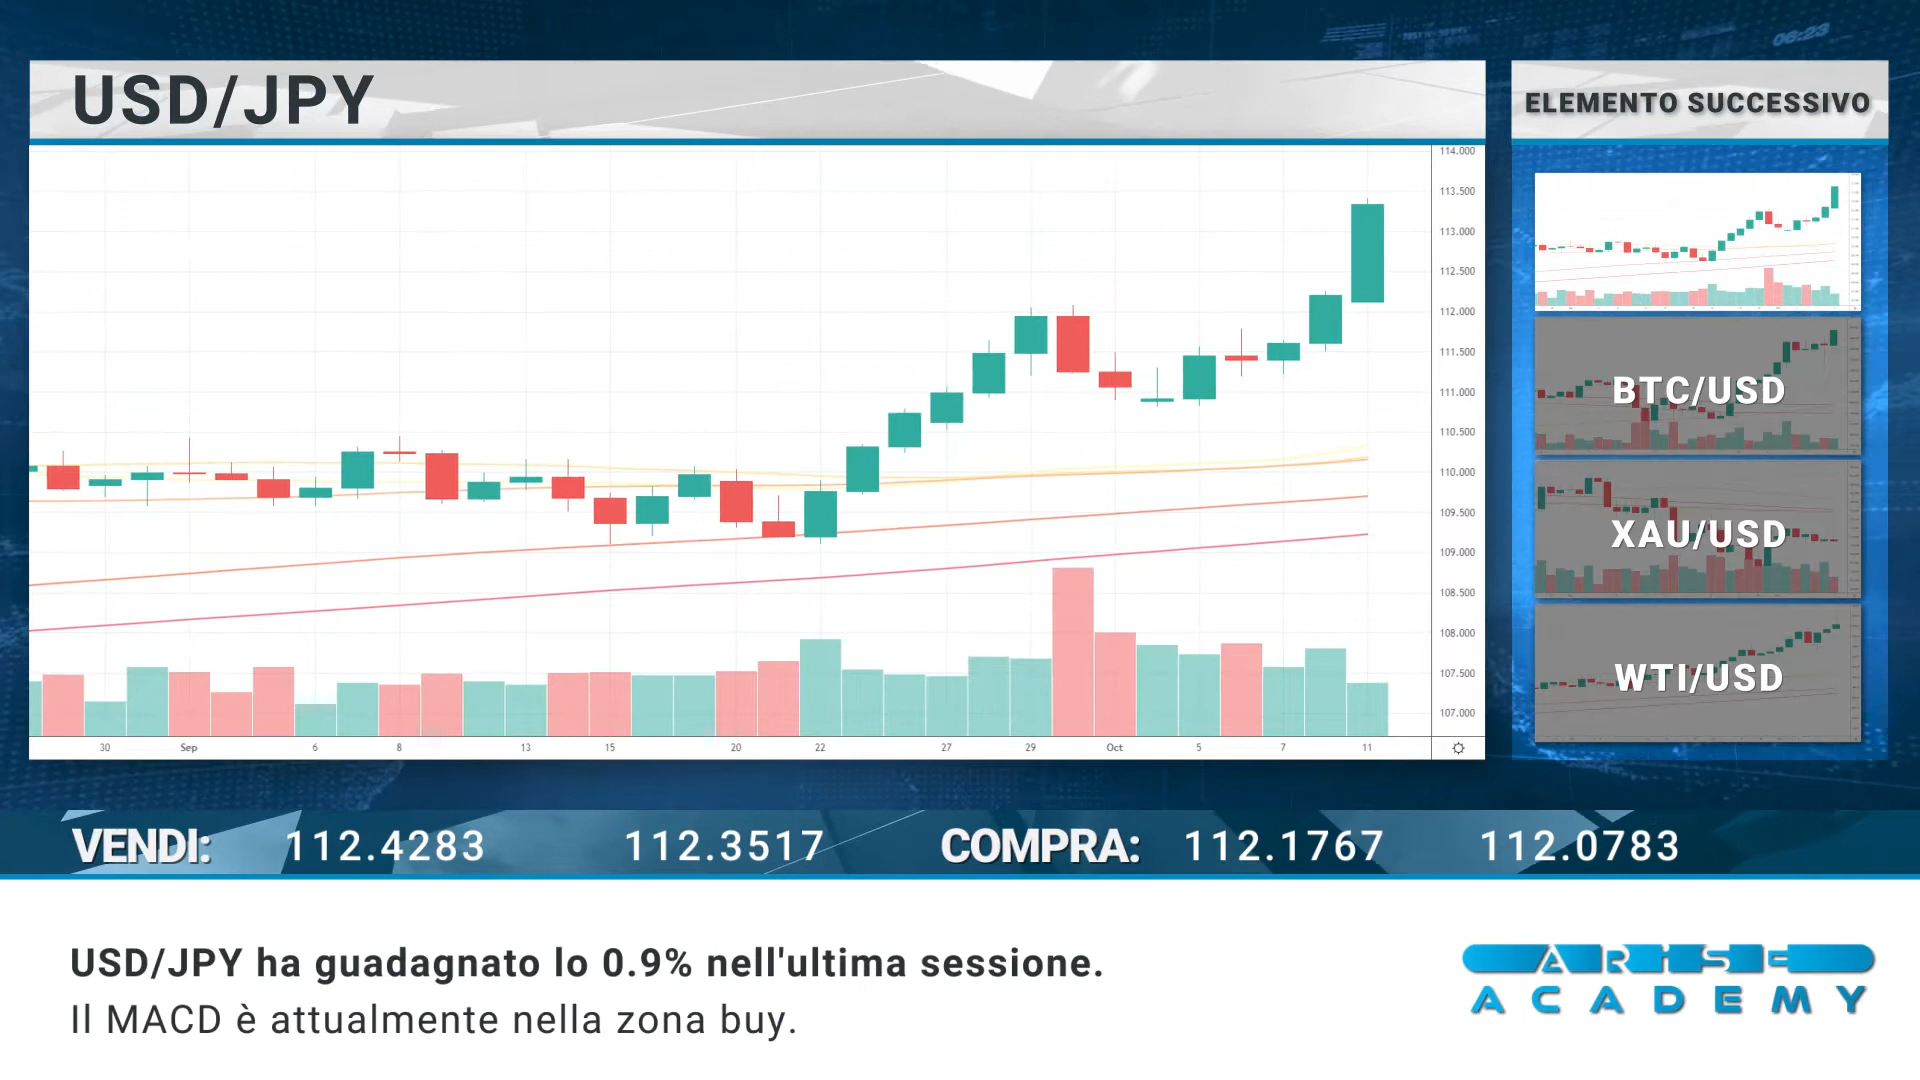 06:23
USD/JPY
ELEMENTO SUCCESSIVO
114.000
113.500
113.000
112.500
112.000
111.500
111.000
110.500
110.000
109.500
109.000
108.500
108.000
107.500
107.000
30 Sep 6 8 13 15 20 22 27 29 Oct 5 7 11
BTC/USD
XAU/USD
WTI/USD
VENDI: 112.4283 112.3517 COMPRA: 112.1767 112.0783
USD/JPY ha guadagnato lo 0.9% nell'ultima sessione.
Il MACD è attualmente nella zona buy.
ARISE
ACADEMY